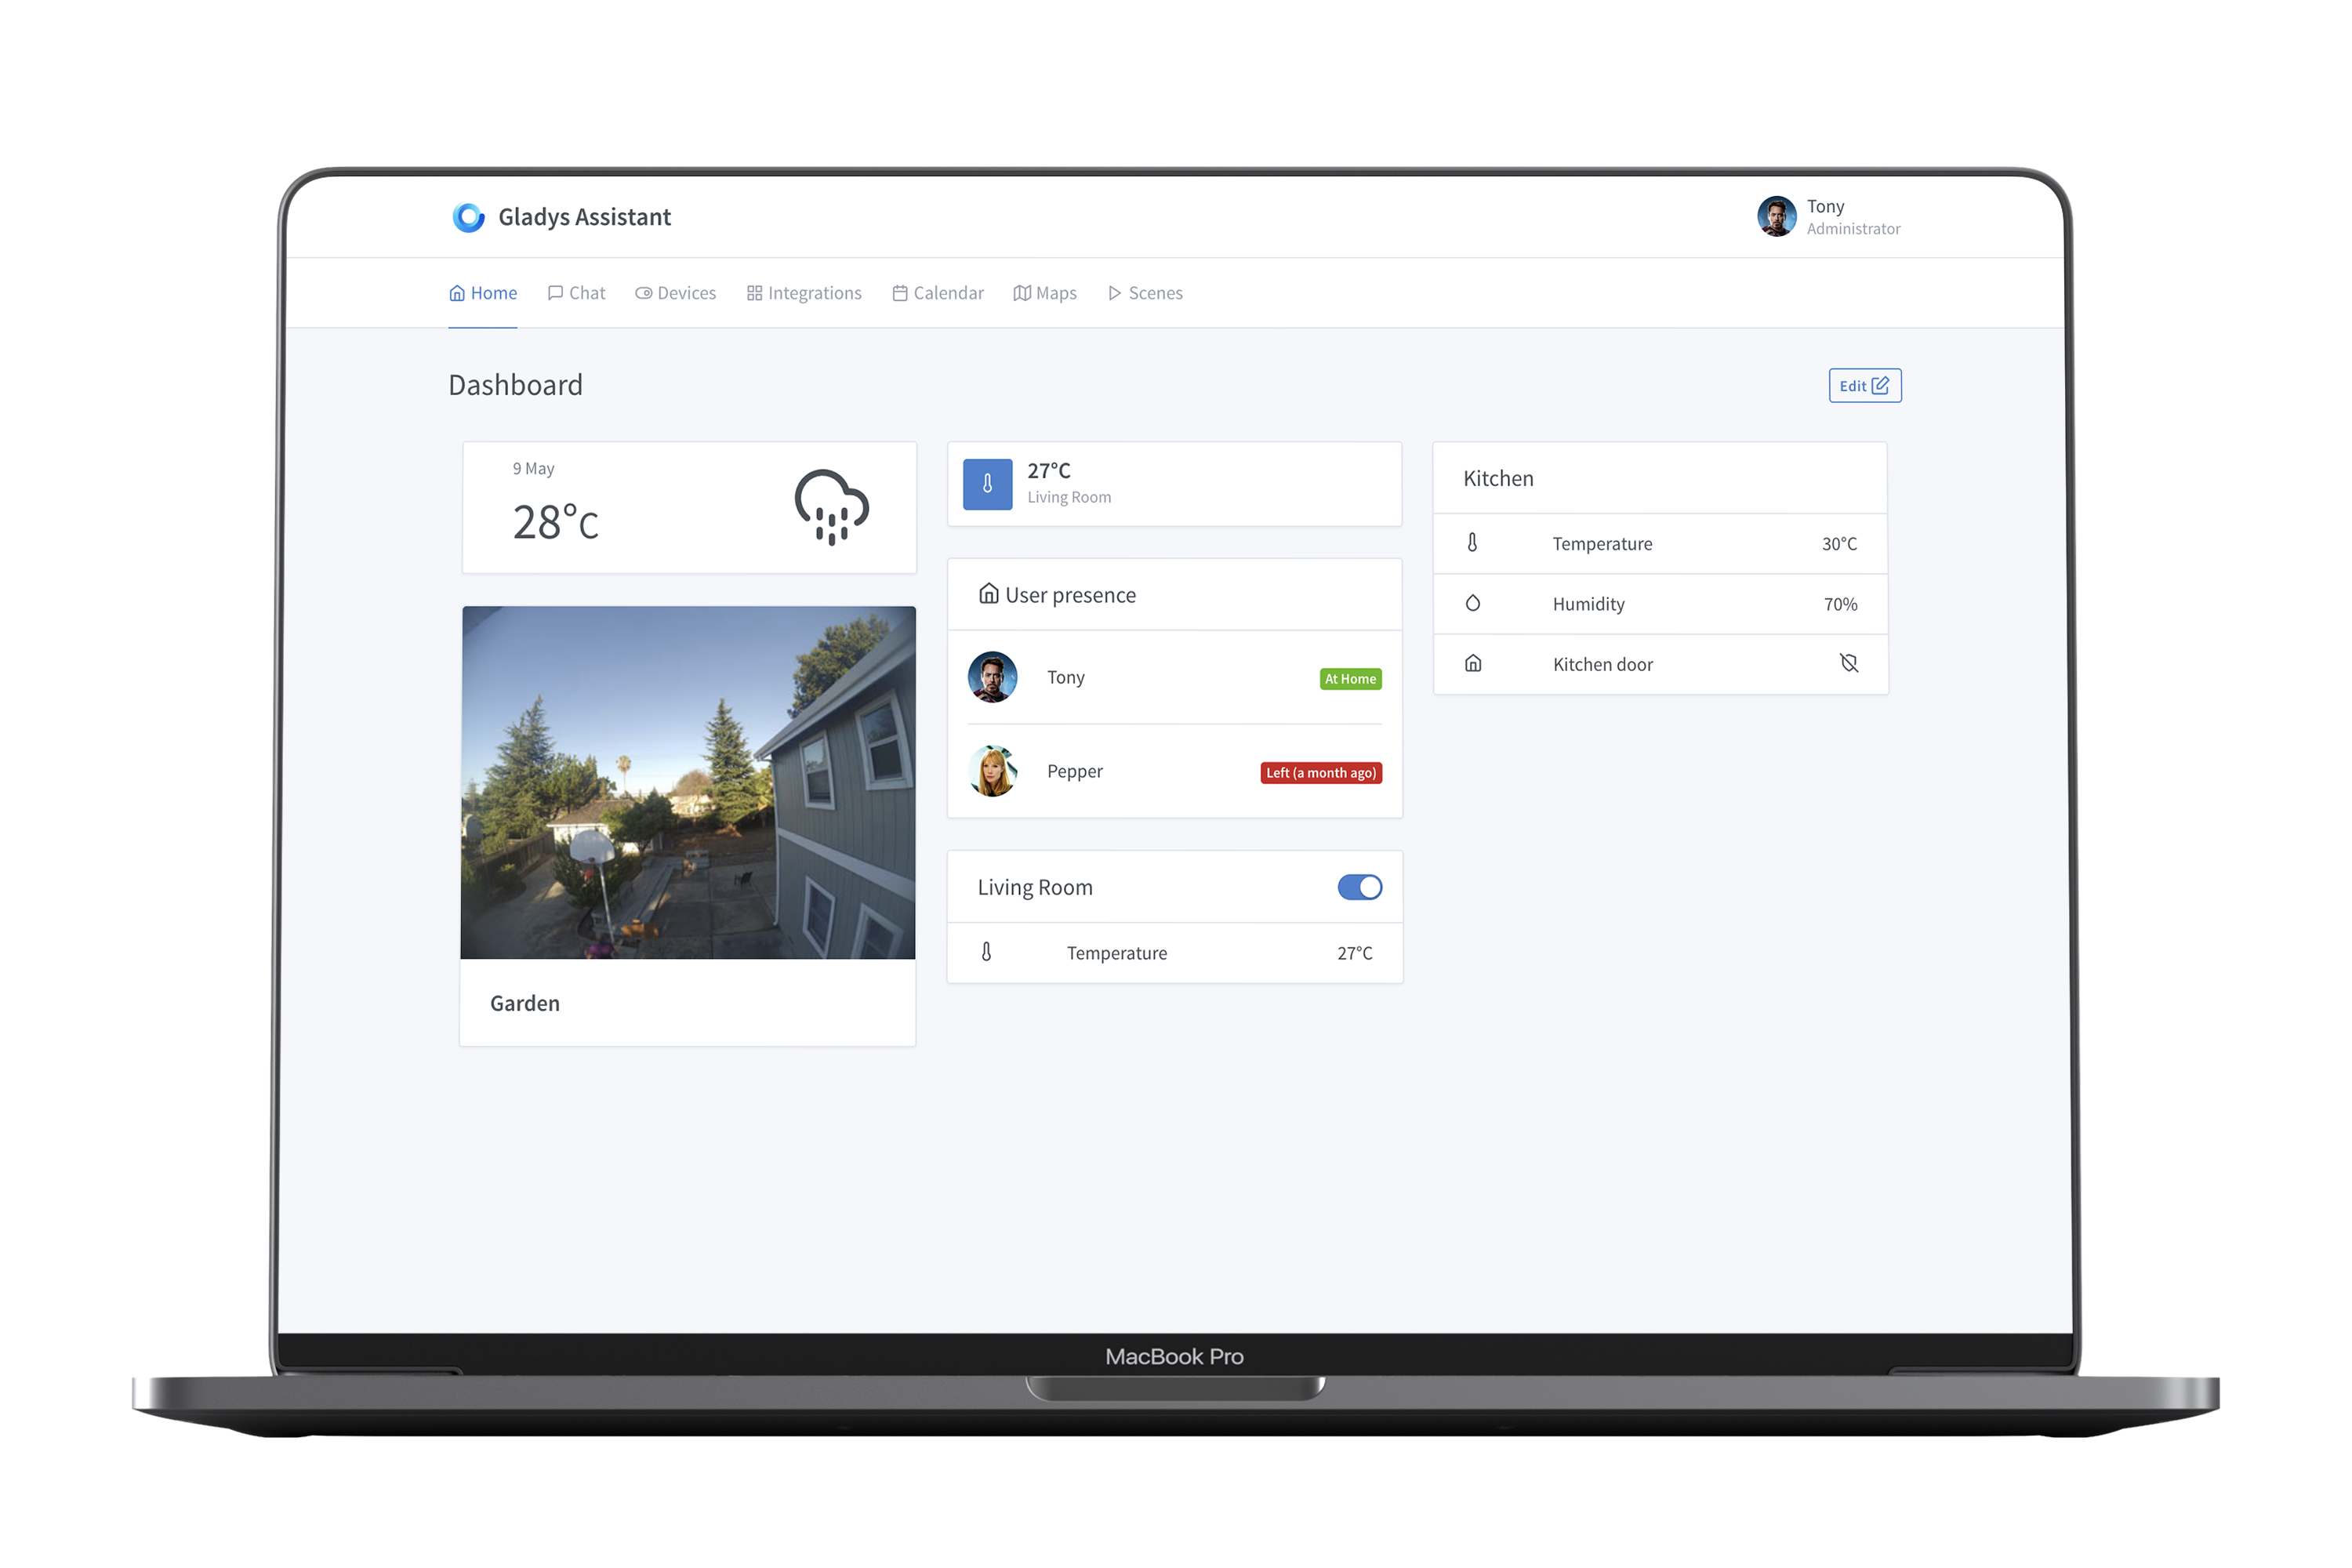 Gladys Assistant
Tony
Administrator
Home
Chat
Devices
Integrations
Calendar
Maps
Scenes
Dashboard
Edit
9 May
28°C
Garden
27°C
Living Room
User presence
Tony
At Home
Pepper
Left (a month ago)
Living Room
Temperature
27°C
Kitchen
Temperature
30°C
Humidity
70%
Kitchen door
MacBook Pro